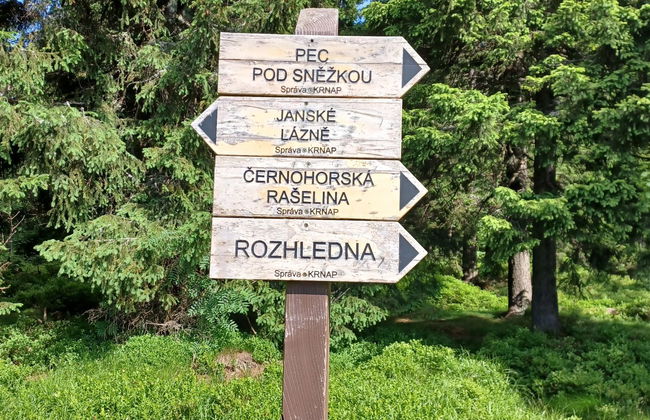 PEC
POD SNĚŽKOU
Správa KRNAP
JANSKÉ
LÁZNĚ
Správa KRNAP
ČERNOHORSKÁ
RAŠELINA
Správa KRNAP
ROZHLEDNA
Správa KRNAP